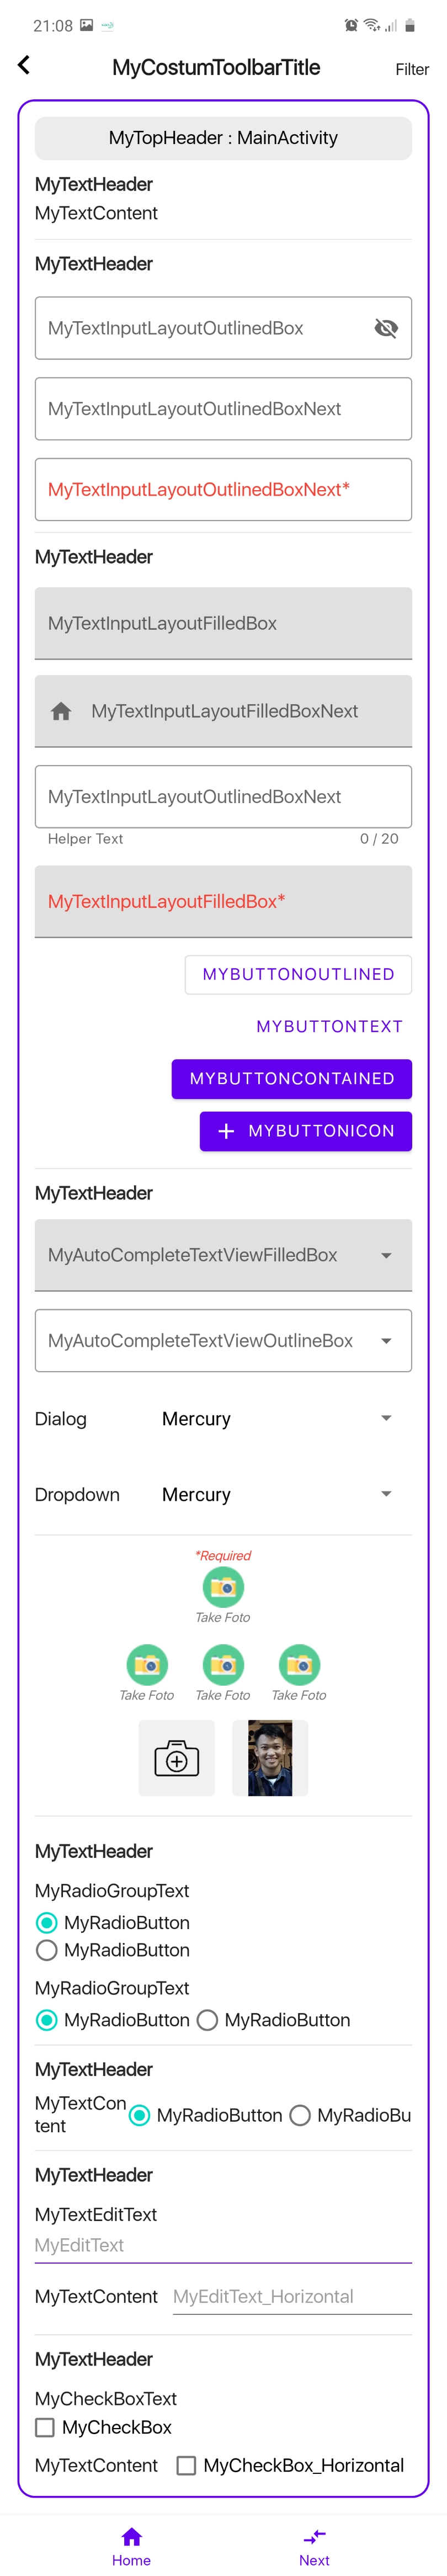 21:08
MyCostumToolbarTitle
Filter
MyTopHeader : MainActivity
MyTextHeader
MyTextContent
MyTextHeader
MyTextInputLayoutOutlinedBox
MyTextInputLayoutOutlinedBoxNext
MyTextInputLayoutOutlinedBoxNext*
MyTextHeader
MyTextInputLayoutFilledBox
MyTextInputLayoutFilledBoxNext
MyTextInputLayoutOutlinedBoxNext
Helper Text 0 / 20
MyTextInputLayoutFilledBox*
MYBUTTONOUTLINED
MYBUTTONTEXT
MYBUTTONCONTAINED
MYBUTTONICON
MyTextHeader
MyAutoCompleteTextViewFilledBox
MyAutoCompleteTextViewOutlineBox
Dialog Mercury
Dropdown Mercury
*Required
Take Foto
Take Foto Take Foto Take Foto
MyTextHeader
MyRadioGroupText
MyRadioButton
MyRadioButton
MyRadioGroupText
MyRadioButton MyRadioButton
MyTextHeader
MyTextCon
tent
MyRadioButton MyRadioBu
MyTextHeader
MyTextEditText
MyEditText
MyTextContent MyEditText_Horizontal
MyTextHeader
MyCheckBoxText
MyCheckBox
MyTextContent MyCheckBox_Horizontal
Home Next